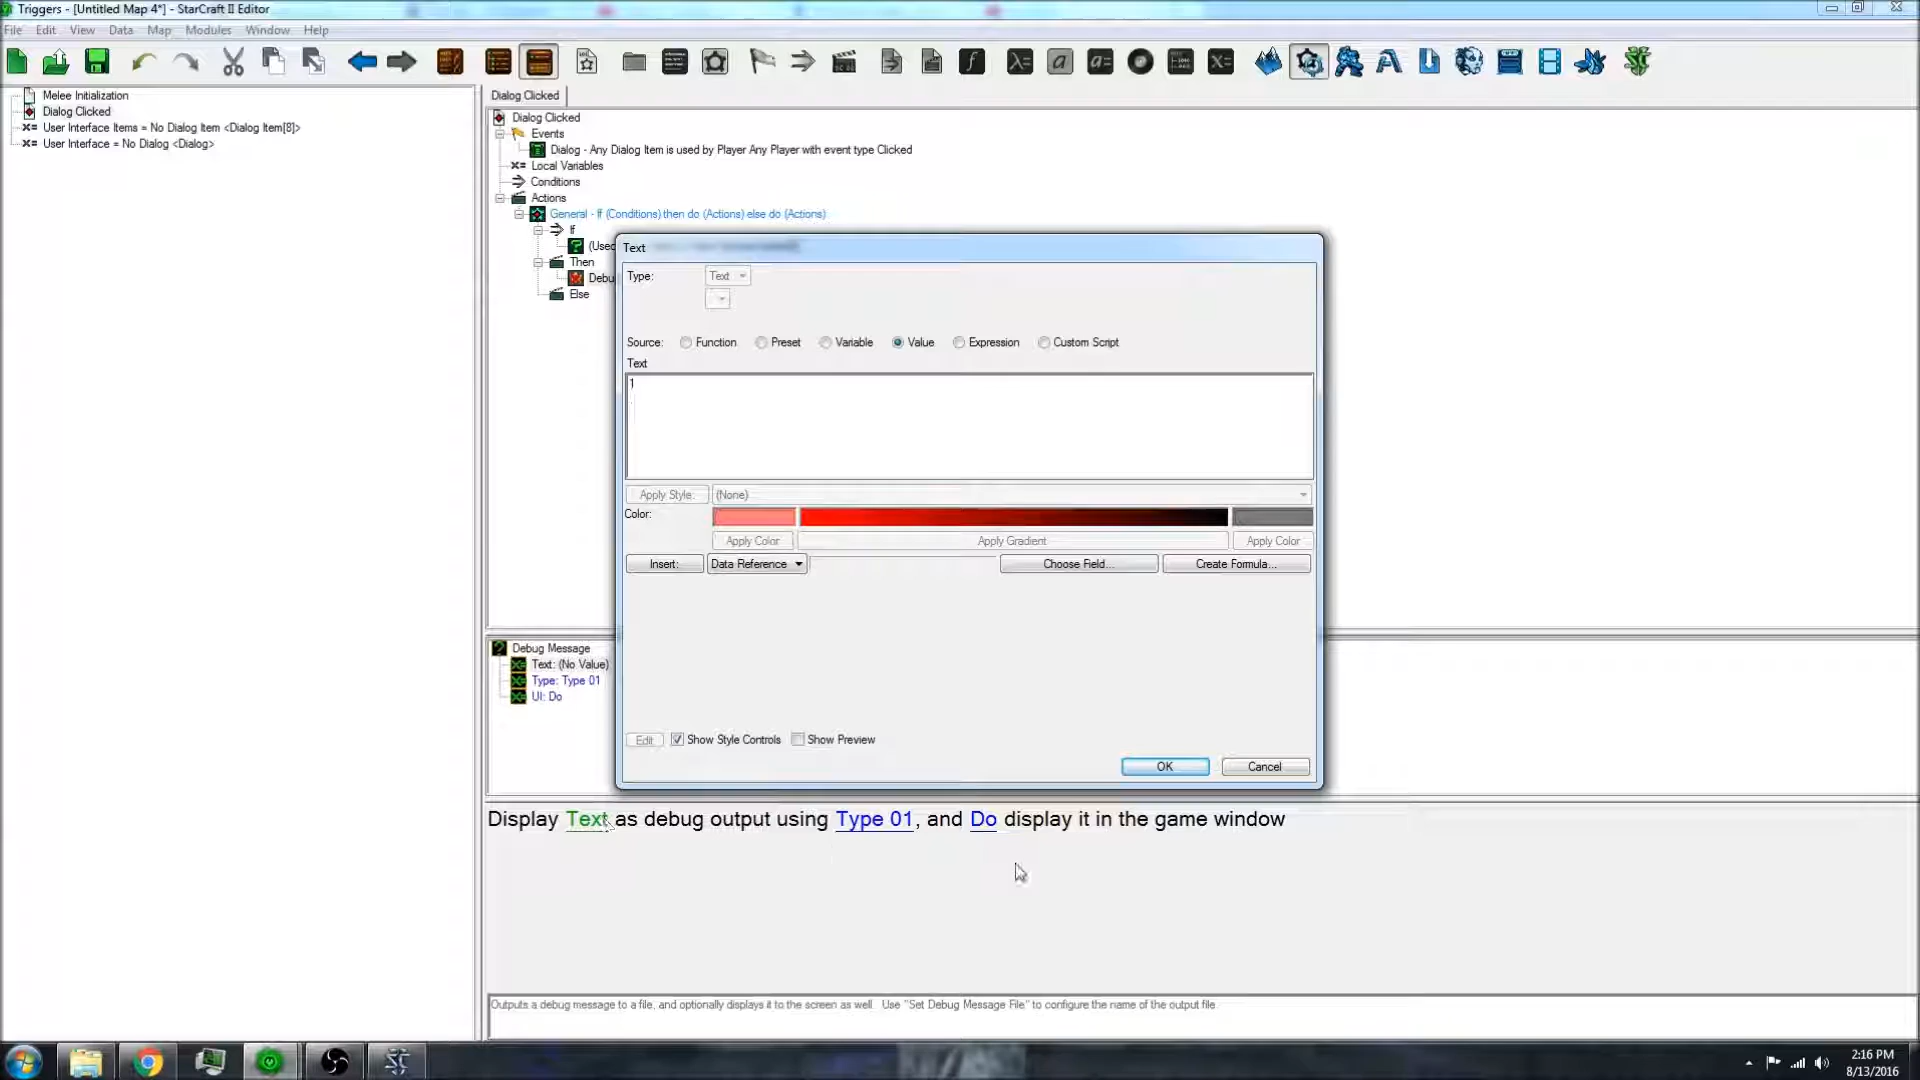 Triggers - [Untitled Map 4*] - StarCraft II Editor
File Edit View Data Map Modules Window Help
Melee Initialization
Dialog Clicked
User Interface Items = No Dialog Item <Dialog Item[8]>
User Interface = No Dialog <Dialog>
Dialog Clicked
Dialog Clicked
Events
Dialog - Any Dialog Item is used by Player Any Player with event type Clicked
Local Variables
Conditions
Actions
General - If (Conditions) then do (Actions) else do (Actions)
If
(Used
Then
Debu
Else
Text
Type: Text
Source: Function Preset Variable Value Expression Custom Script
Text
1
Apply Style: (None)
Color:
Apply Color Apply Gradient Apply Color
Insert: Data Reference Choose Field... Create Formula...
Edit Show Style Controls Show Preview
OK Cancel
Debug Message
Text: (No Value)
Type: Type 01
UI: Do
Display Text as debug output using Type 01, and Do display it in the game window
Outputs a debug message to a file, and optionally displays it to the screen as well. Use "Set Debug Message File" to configure the name of the output file.
2:16 PM
8/13/2016